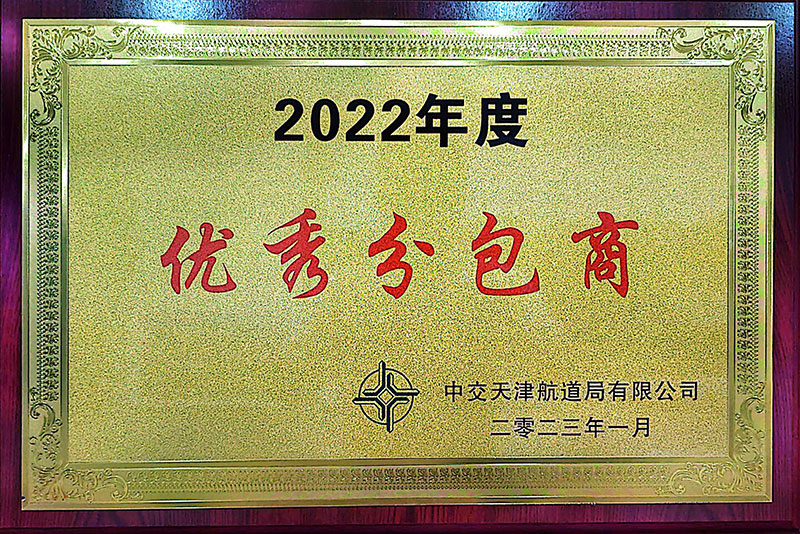 2022年度
优秀分包商
中交天津航道局有限公司
二零二三年一月